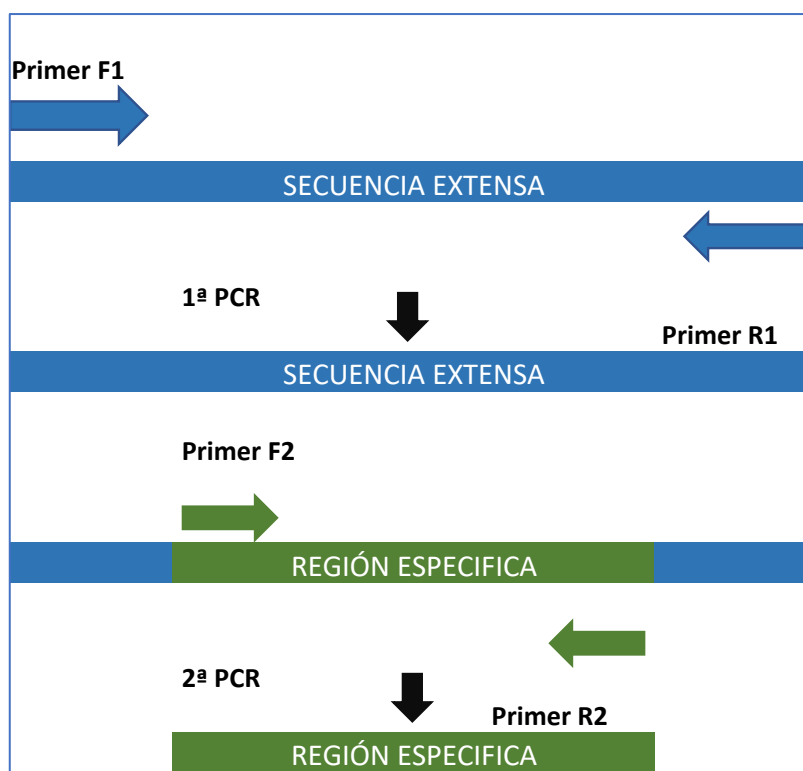 Primer F1
SECUENCIA EXTENSA
1ª PCR
Primer R1
SECUENCIA EXTENSA
Primer F2
REGIÓN ESPECIFICA
2ª PCR
Primer R2
REGIÓN ESPECIFICA